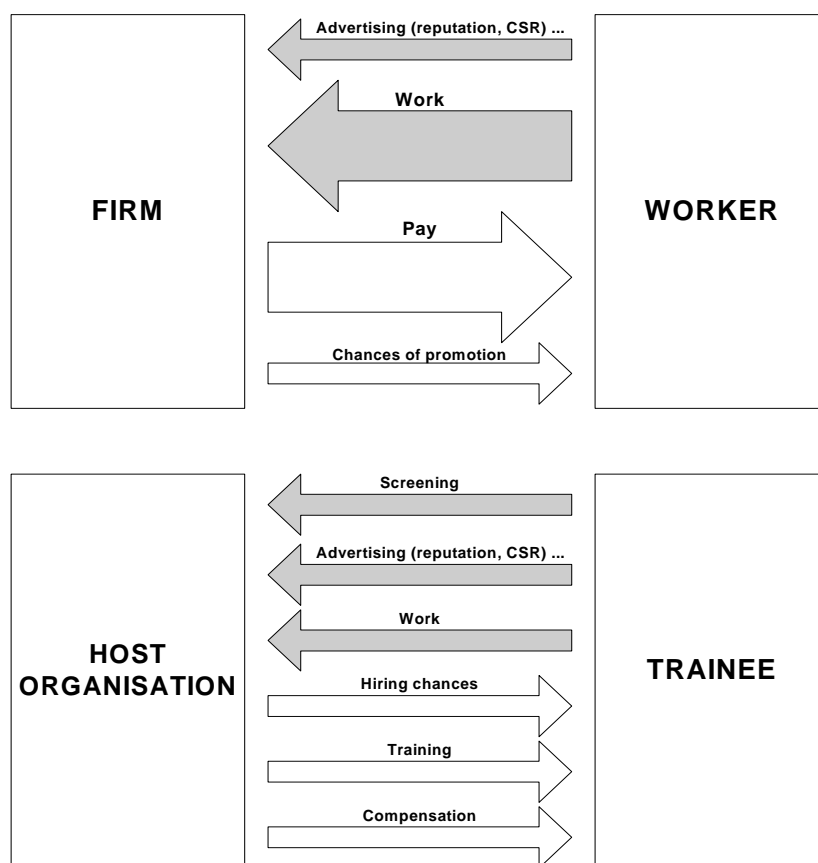 Advertising (reputation, CSR) ...
Work
FIRM
WORKER
Pay
Chances of promotion
Screening
Advertising (reputation, CSR) ...
Work
HOST
ORGANISATION
TRAINEE
Hiring chances
Training
Compensation